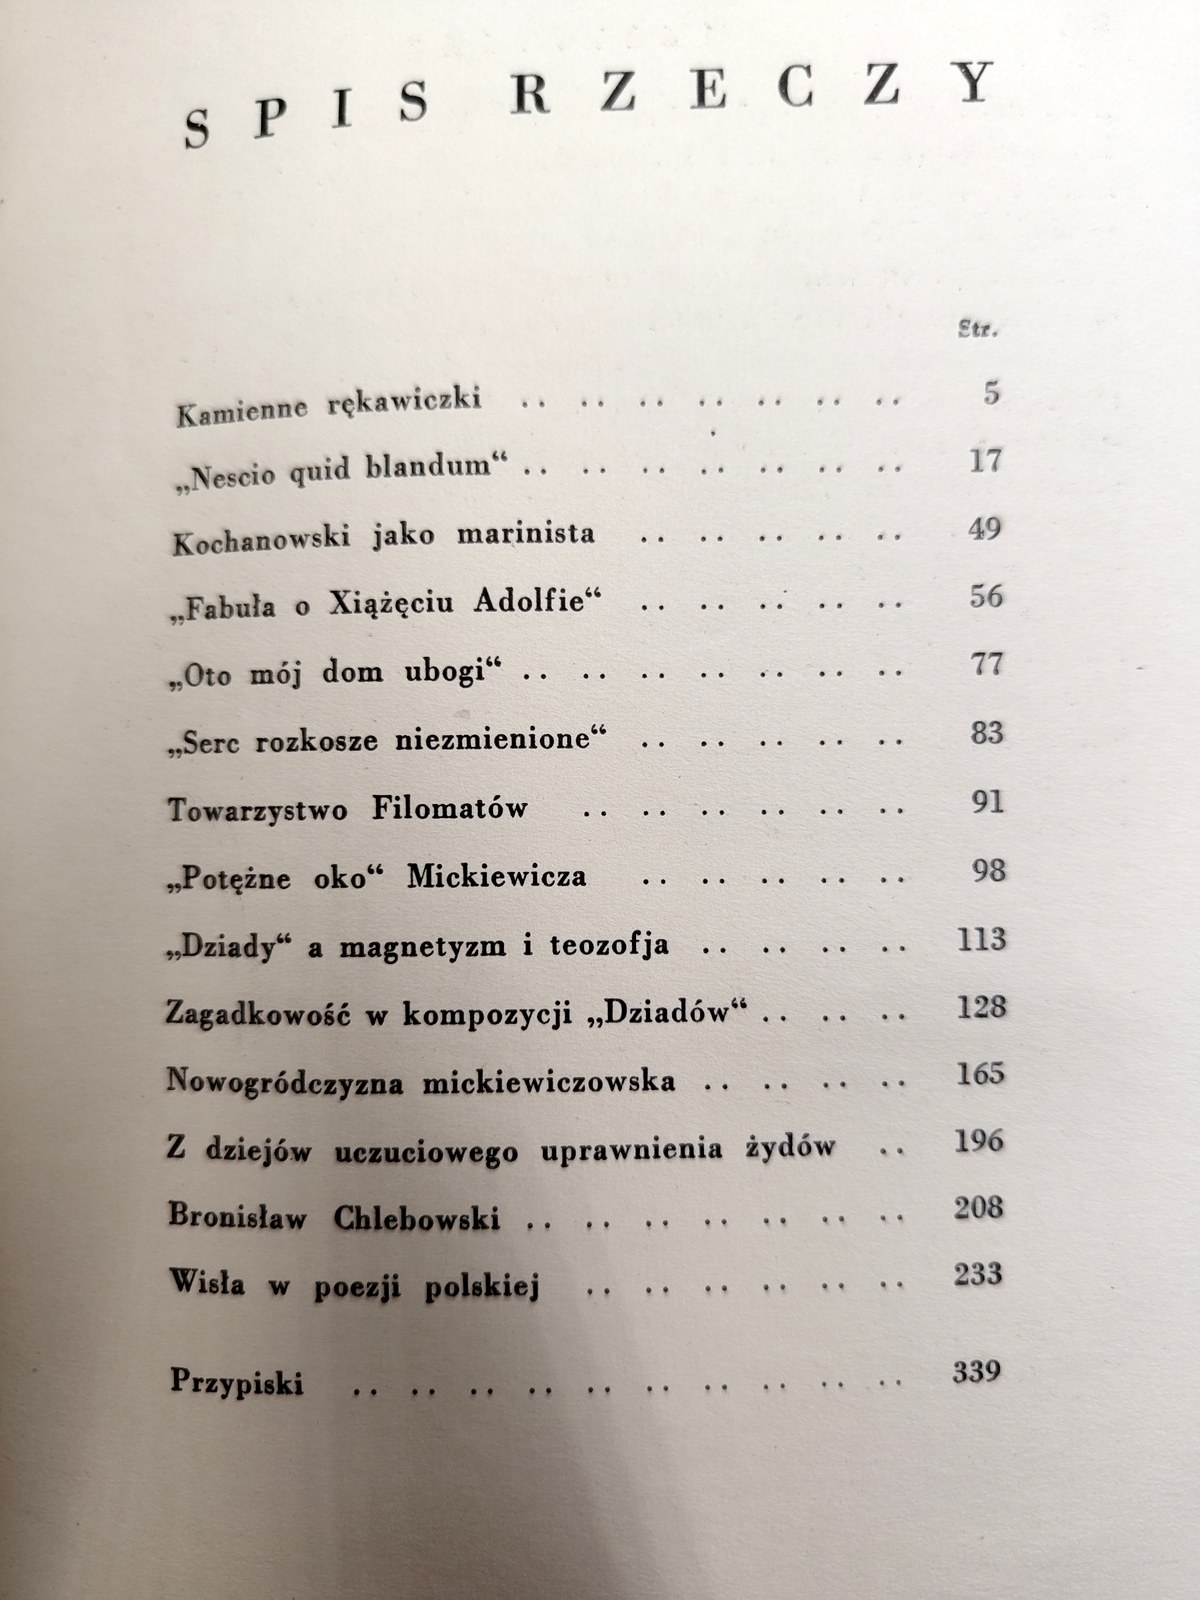 SPIS RZECZY
Str.
Kamienne rękawiczki .. .. .. .. .. .. .. 5
„Nescio quid blandum“ .. .. .. .. .. .. .. 17
Kochanowski jako marinista .. .. .. .. .. 49
„Fabuła o Xiążęciu Adolfie“ .. .. .. .. .. 56
„Oto mój dom ubogi“ .. .. .. .. .. .. .. 77
„Serc rozkosze niezmienione“ .. .. .. .. .. 83
Towarzystwo Filomatów .. .. .. .. .. .. 91
„Potężne oko“ Mickiewicza .. .. .. .. .. 98
„Dziady“ a magnetyzm i teozofja .. .. .. .. 113
Zagadkowość w kompozycji „Dziadów“ .. .. .. 128
Nowogródczyzna mickiewiczowska .. .. .. .. 165
Z dziejów uczuciowego uprawnienia żydów .. 196
Bronisław Chlebowski .. .. .. .. .. .. .. 208
Wisła w poezji polskiej .. .. .. .. .. .. 233
Przypiski .. .. .. .. .. .. .. .. .. .. 339